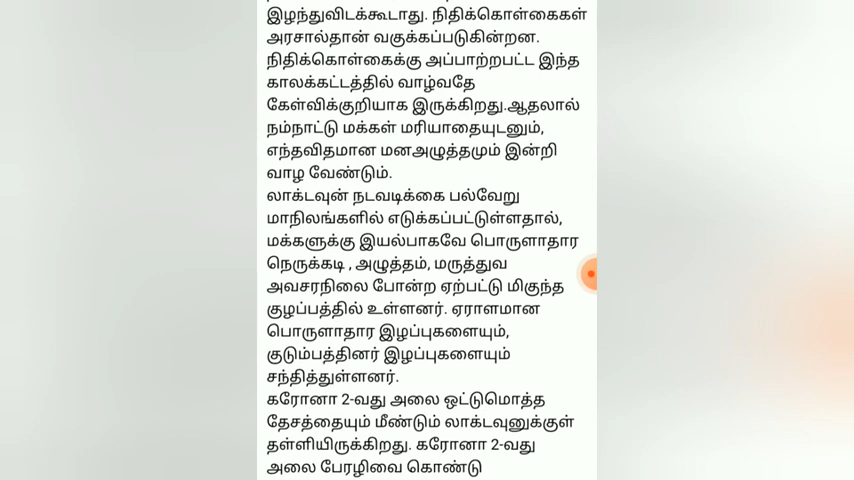 இழந்துவிடக்கூடாது. நிதிக்கொள்கைகள்
அரசால்தான் வகுக்கப்படுகின்றன.
நிதிக்கொள்கைக்கு அப்பாற்றபட்ட இந்த
காலக்கட்டத்தில் வாழ்வதே
கேள்விக்குறியாக இருக்கிறது.ஆதலால்
நம்நாட்டு மக்கள் மரியாதையுடனும்,
எந்தவிதமான மனஅழுத்தமும் இன்றி
வாழ வேண்டும்.
லாக்டவுன் நடவடிக்கை பல்வேறு
மாநிலங்களில் எடுக்கப்பட்டுள்ளதால்,
மக்களுக்கு இயல்பாகவே பொருளாதார
நெருக்கடி , அழுத்தம், மருத்துவ
அவசரநிலை போன்ற ஏற்பட்டு மிகுந்த
குழப்பத்தில் உள்ளனர். ஏராளமான
பொருளாதார இழப்புகளையும்,
குடும்பத்தினர் இழப்புகளையும்
சந்தித்துள்ளனர்.
கரோனா 2-வது அலை ஒட்டுமொத்த
தேசத்தையும் மீண்டும் லாக்டவுனுக்குள்
தள்ளியிருக்கிறது. கரோனா 2-வது
அலை பேரழிவை கொண்டு